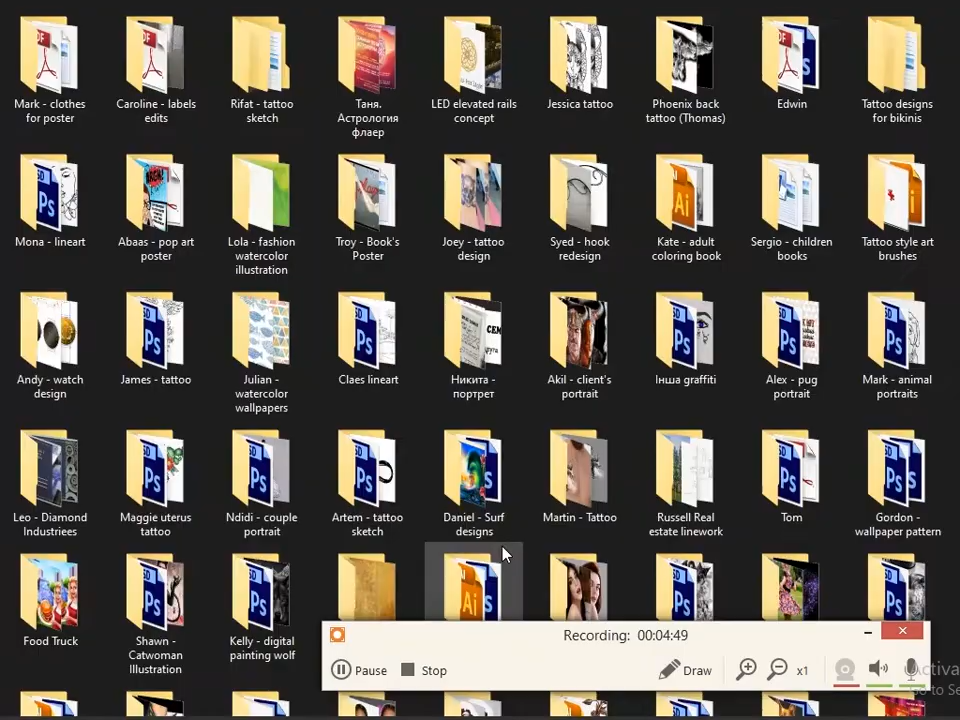 Mark - clothes
for poster
Caroline - labels
edits
Rifat - tattoo
sketch
Таня.
Астрология
флаер
LED elevated rails
concept
Jessica tattoo
Phoenix back
tattoo (Thomas)
Edwin
Tattoo designs
for bikinis
Mona - lineart
Abaas - pop art
poster
Lola - fashion
watercolor
illustration
Troy - Book's
Poster
Joey - tattoo
design
Syed - hook
redesign
Kate - adult
coloring book
Sergio - children
books
Tattoo style art
brushes
Andy - watch
design
James - tattoo
Julian -
watercolor
wallpapers
Claes lineart
Никита -
портрет
Akil - client's
portrait
Інша graffiti
Alex - pug
portrait
Mark - animal
portraits
Leo - Diamond
Industriees
Maggie uterus
tattoo
Ndidi - couple
portrait
Artem - tattoo
sketch
Daniel - Surf
designs
Martin - Tattoo
Russell Real
estate linework
Tom
Gordon -
wallpaper pattern
Food Truck
Shawn -
Catwoman
Illustration
Kelly - digital
painting wolf
Recording: 00:04:49
Pause
Stop
Draw
x1